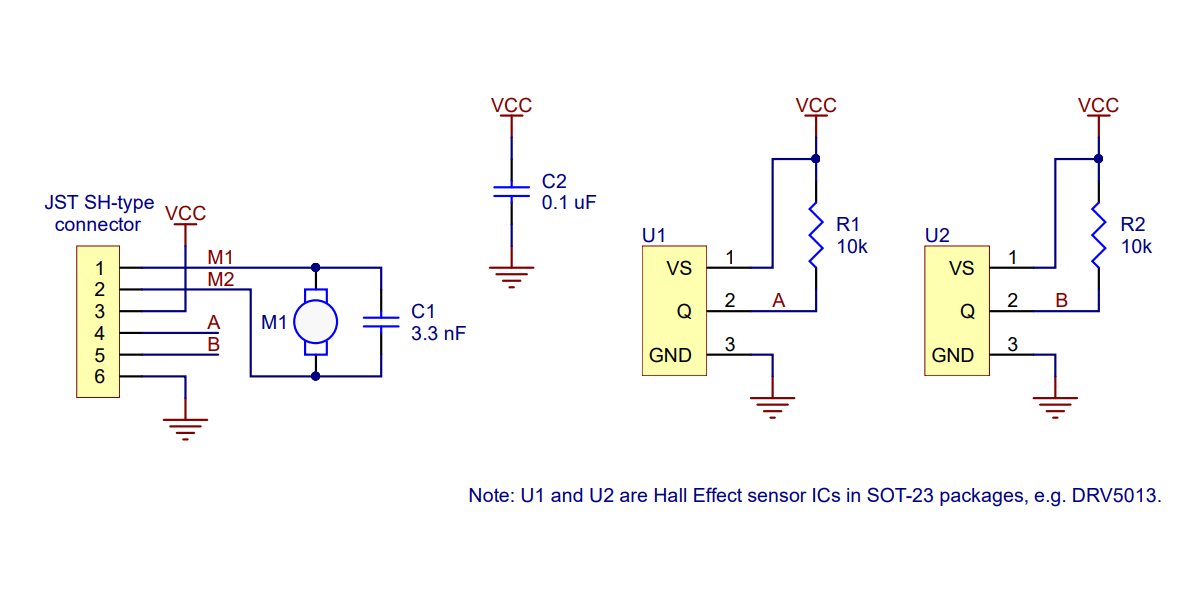 JST SH-type
connector
VCC
1
2
3
4
5
6
M1
M2
A
B
M1
C1
3.3 nF
VCC
C2
0.1 uF
VCC
R1
10k
U1
VS
1
Q
2
A
GND
3
VCC
R2
10k
U2
VS
1
Q
2
B
GND
3
Note: U1 and U2 are Hall Effect sensor ICs in SOT-23 packages, e.g. DRV5013.